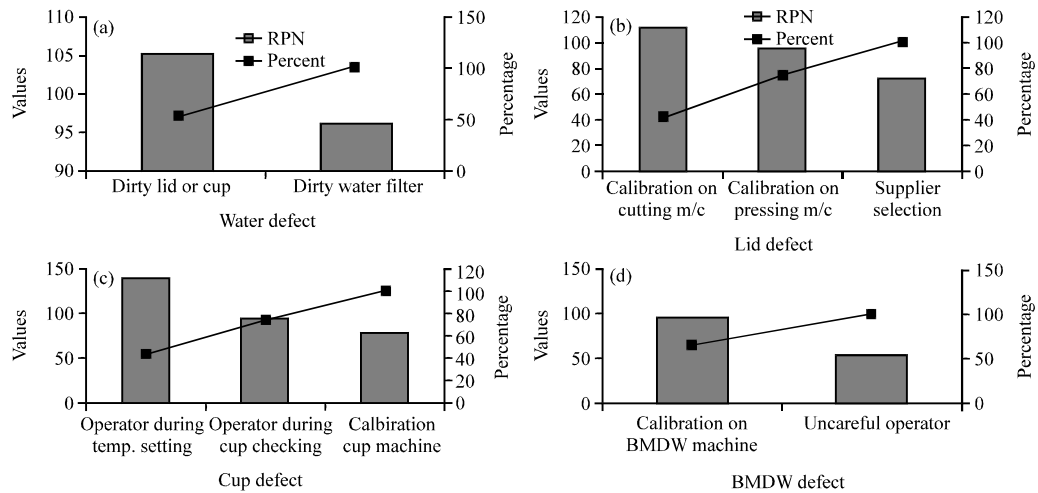 (a)
RPN
Percent
110
105
100
95
90
Values
150
100
50
0
Percentage
Dirty lid or cup
Dirty water filter
Water defect
(b)
RPN
Percent
120
100
80
60
40
20
0
Values
120
100
80
60
40
20
0
Percentage
Calibration on
cutting m/c
Calibration on
pressing m/c
Supplier
selection
Lid defect
(c)
150
100
50
0
Values
120
100
80
60
40
20
0
Percentage
Operator during
temp. setting
Operator during
cup checking
Calbiration
cup machine
Cup defect
(d)
150
100
50
0
Values
150
100
50
0
Percentage
Calibration on
BMDW machine
Uncareful operator
BMDW defect